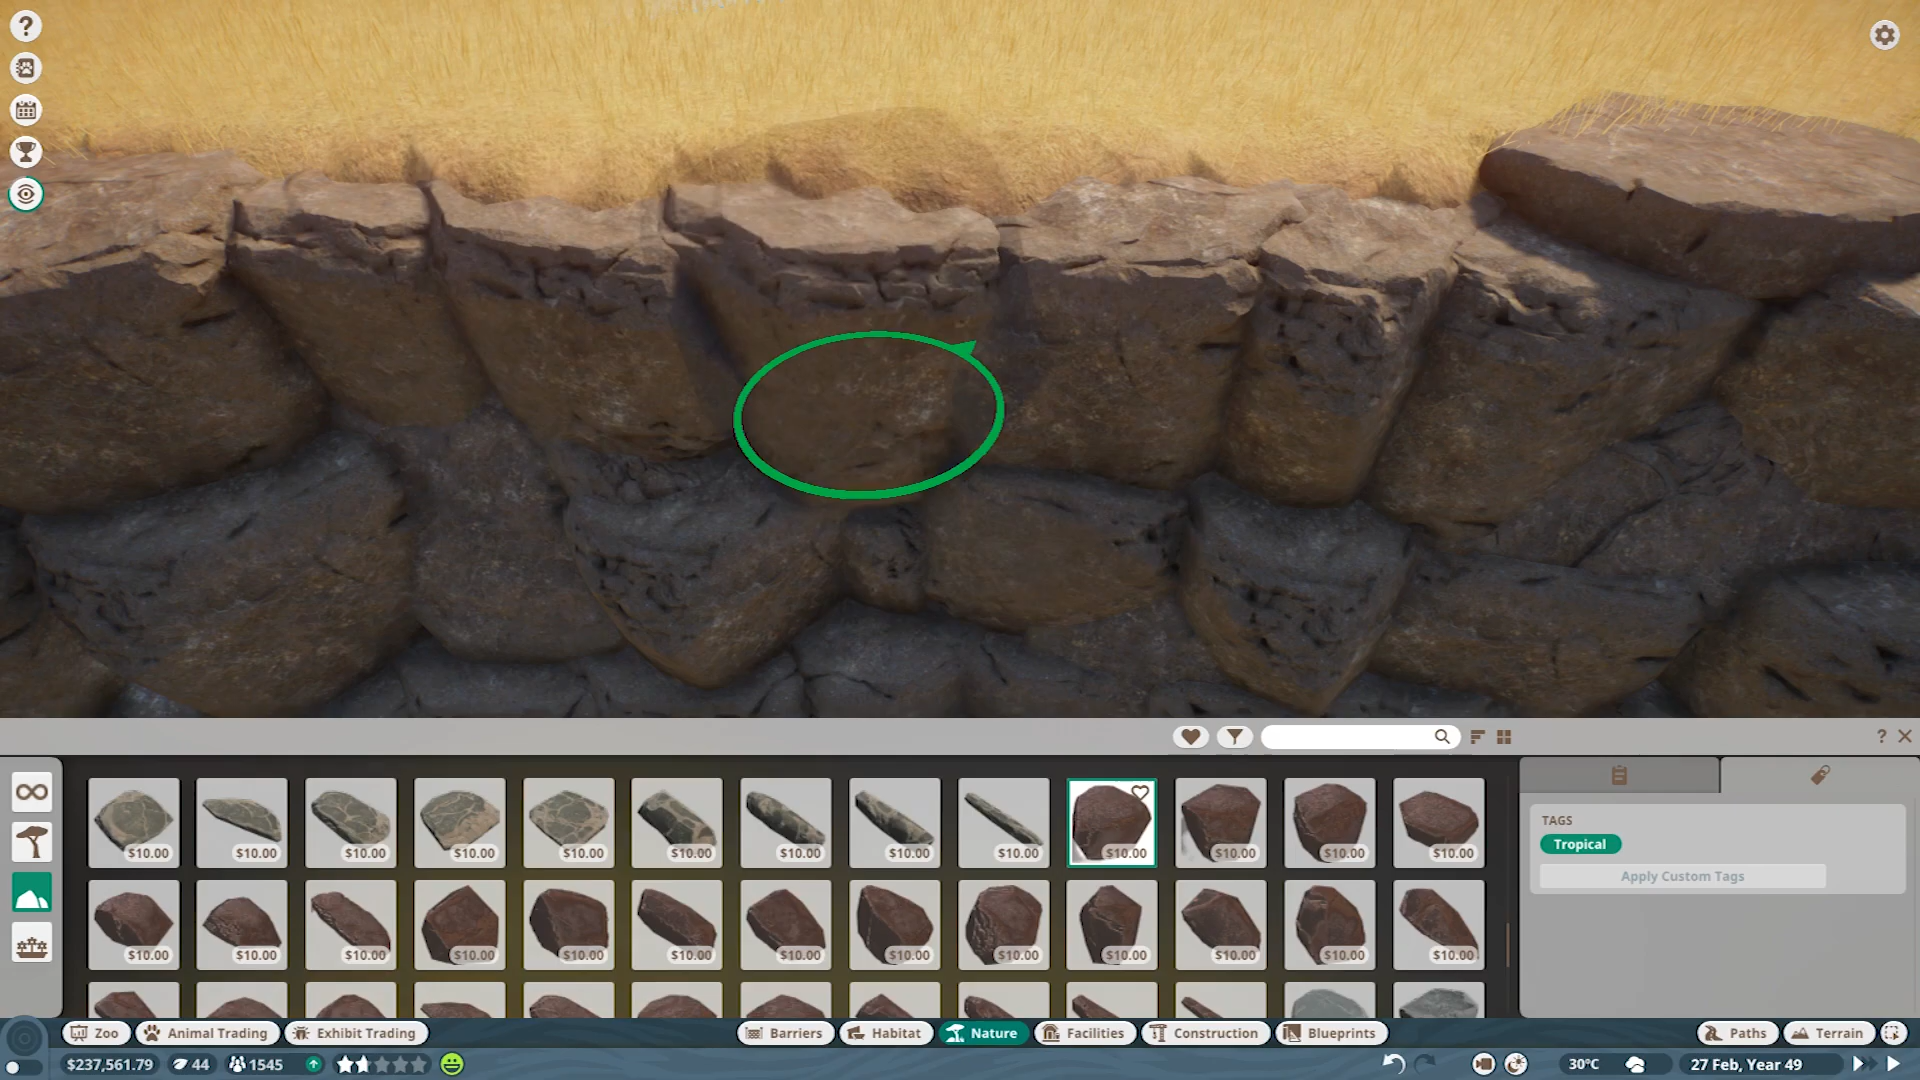 ?
?
$10.00 $10.00 $10.00 $10.00 $10.00 $10.00 $10.00 $10.00 $10.00 $10.00 $10.00 $10.00 $10.00
$10.00 $10.00 $10.00 $10.00 $10.00 $10.00 $10.00 $10.00 $10.00 $10.00 $10.00 $10.00 $10.00
TAGS
Tropical
Apply Custom Tags
Zoo Animal Trading Exhibit Trading Barriers Habitat Nature Facilities Construction Blueprints Paths Terrain
$237,561.79 44 1545 30°C 27 Feb, Year 49